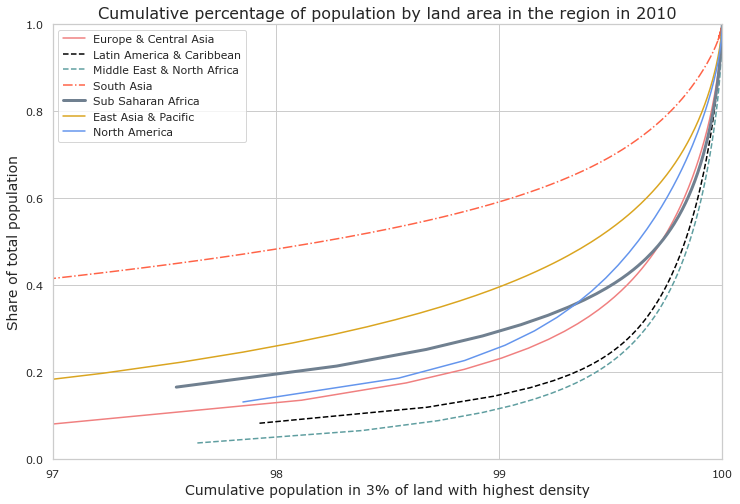 Cumulative percentage of population by land area in the region in 2010
Europe & Central Asia
Latin America & Caribbean
Middle East & North Africa
South Asia
Sub Saharan Africa
East Asia & Pacific
North America
Share of total population
1.0
0.8
0.6
0.4
0.2
0.0
97 98 99 100
Cumulative population in 3% of land with highest density